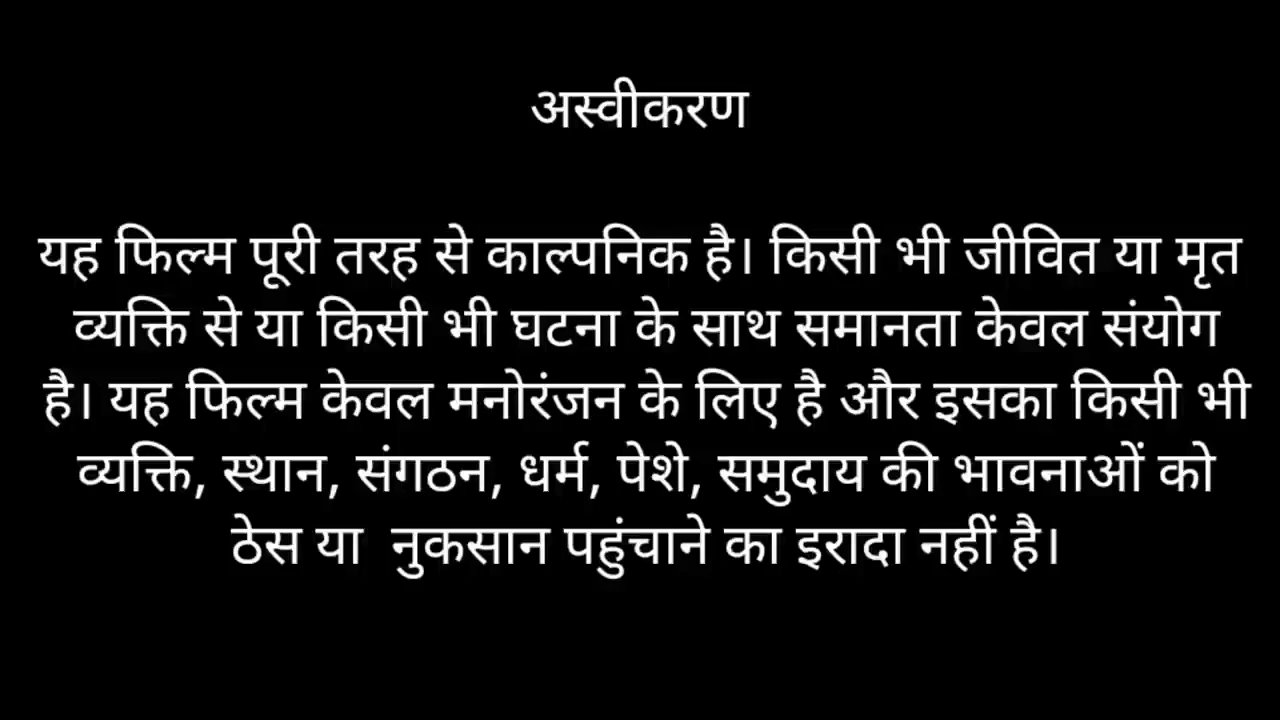 अस्वीकरण
यह फिल्म पूरी तरह से काल्पनिक है। किसी भी जीवित या मृत
व्यक्ति से या किसी भी घटना के साथ समानता केवल संयोग
है। यह फिल्म केवल मनोरंजन के लिए है और इसका किसी भी
व्यक्ति, स्थान, संगठन, धर्म, पेशे, समुदाय की भावनाओं को
ठेस या  नुकसान पहुंचाने का इरादा नहीं है।